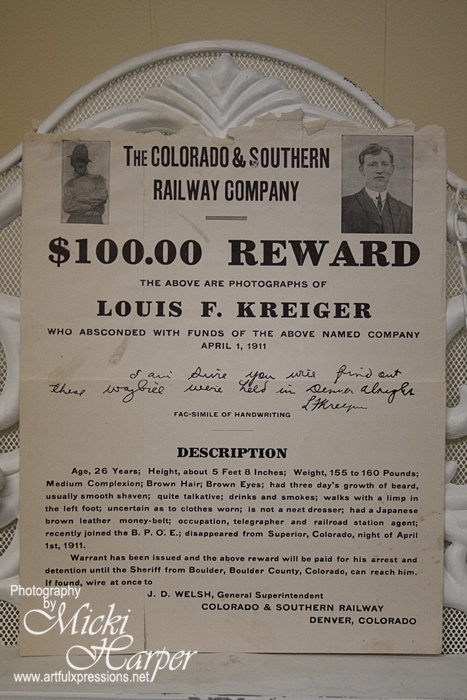 THE COLORADO & SOUTHERN
RAILWAY COMPANY
$100.00 REWARD
THE ABOVE ARE PHOTOGRAPHS OF
LOUIS F. KREIGER
WHO ABSCONDED WITH FUNDS OF THE ABOVE NAMED COMPANY
APRIL 1, 1911
I am Sure you will find out
these waybill were held in Denver alright
LFKreiger
FAC-SIMILE OF HANDWRITING
DESCRIPTION
Age, 26 Years; Height, about 5 Feet 8 Inches; Weight, 155 to 160 Pounds;
Medium Complexion; Brown Hair; Brown Eyes; had three day's growth of beard,
usually smooth shaven; quite talkative; drinks and smokes; walks with a limp in
the left foot; uncertain as to clothes worn; is not a neat dresser; had a Japanese
brown leather money-belt; occupation, telegrapher and railroad station agent;
recently joined the B. P. O. E.; disappeared from Superior, Colorado, night of April
1st, 1911.
Warrant has been issued and the above reward will be paid for his arrest and
detention until the Sheriff from Boulder, Boulder County, Colorado, can reach him.
If found, wire at once to
J. D. WELSH, General Superintendent
COLORADO & SOUTHERN RAILWAY
DENVER, COLORADO
Photography
by
Micki
Harper
www.artfulxpressions.net